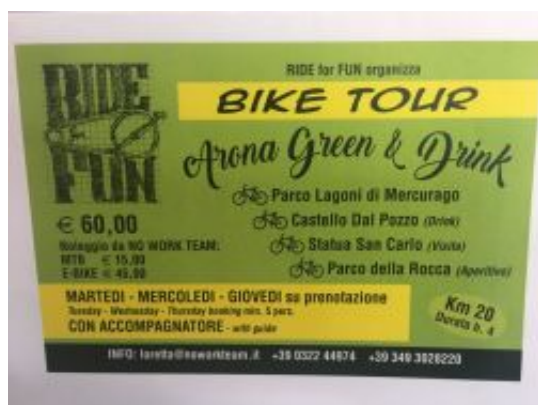 RIDE
FUN
RIDE for FUN organizza
BIKE TOUR
Arona Green & Drink
Parco Lagoni di Mercurago
Castello Dal Pozzo (Drink)
Statua San Carlo (Visita)
Parco della Rocca (Aperitivo)
€ 60,00
Noleggio da NO WORK TEAM:
MTB € 15,00
E-BIKE € 45,00
MARTEDI - MERCOLEDI - GIOVEDI su prenotazione
Tuesday - Wednesday - Thursday booking min. 5 pers.
CON ACCOMPAGNATORE - with guide
Km 20
Durata h. 4
INFO: loretta@noworkteam.it +39 0322 44974 +39 349 3028220